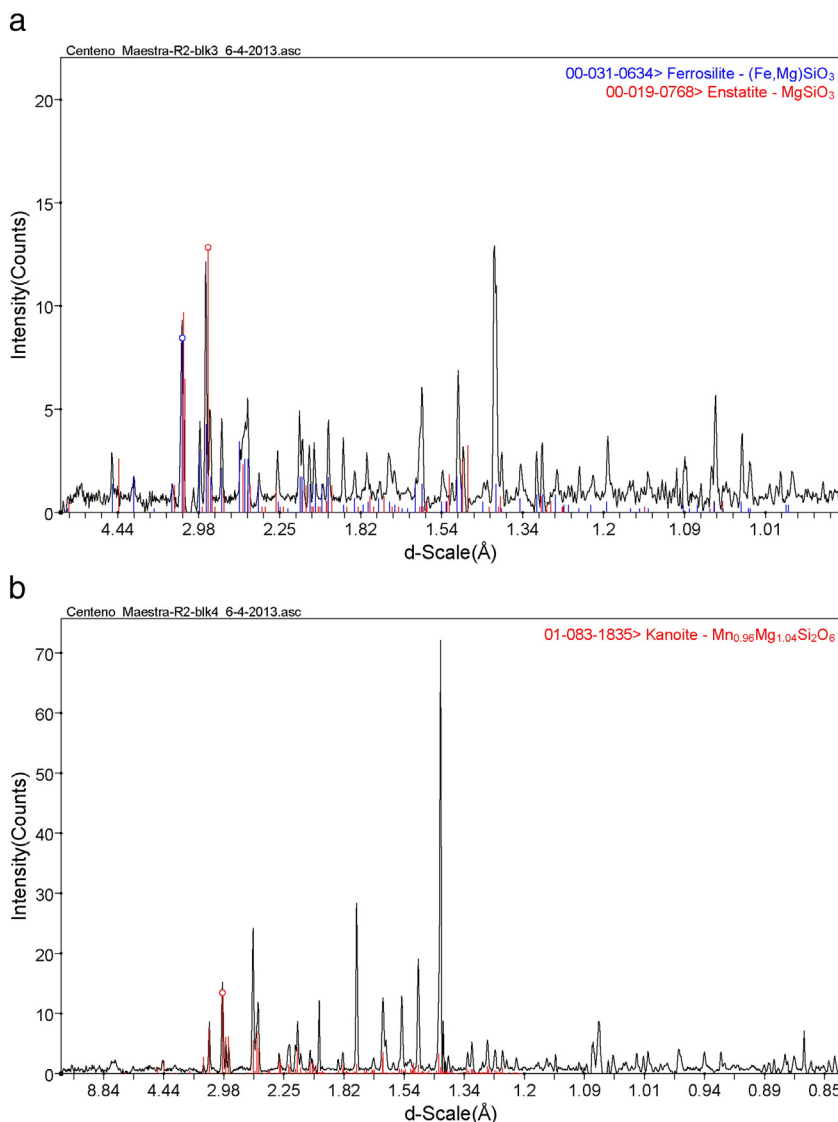 a
Centeno Maestra-R2-blk3 6-4-2013.asc
00-031-0634> Ferrosilite - (Fe,Mg)SiO₃
00-019-0768> Enstatite - MgSiO₃
20
15
10
5
0
Intensity(Counts)
4.44 2.98 2.25 1.82 1.54 1.34 1.2 1.09 1.01
d-Scale(Å)
b
Centeno Maestra-R2-blk4 6-4-2013.asc
01-083-1835> Kanoite - Mn₀.₉₆Mg₁.₀₄Si₂O₆
70
60
50
40
30
20
10
0
Intensity(Counts)
8.84 4.44 2.98 2.25 1.82 1.54 1.34 1.2 1.09 1.01 0.94 0.89 0.85
d-Scale(Å)